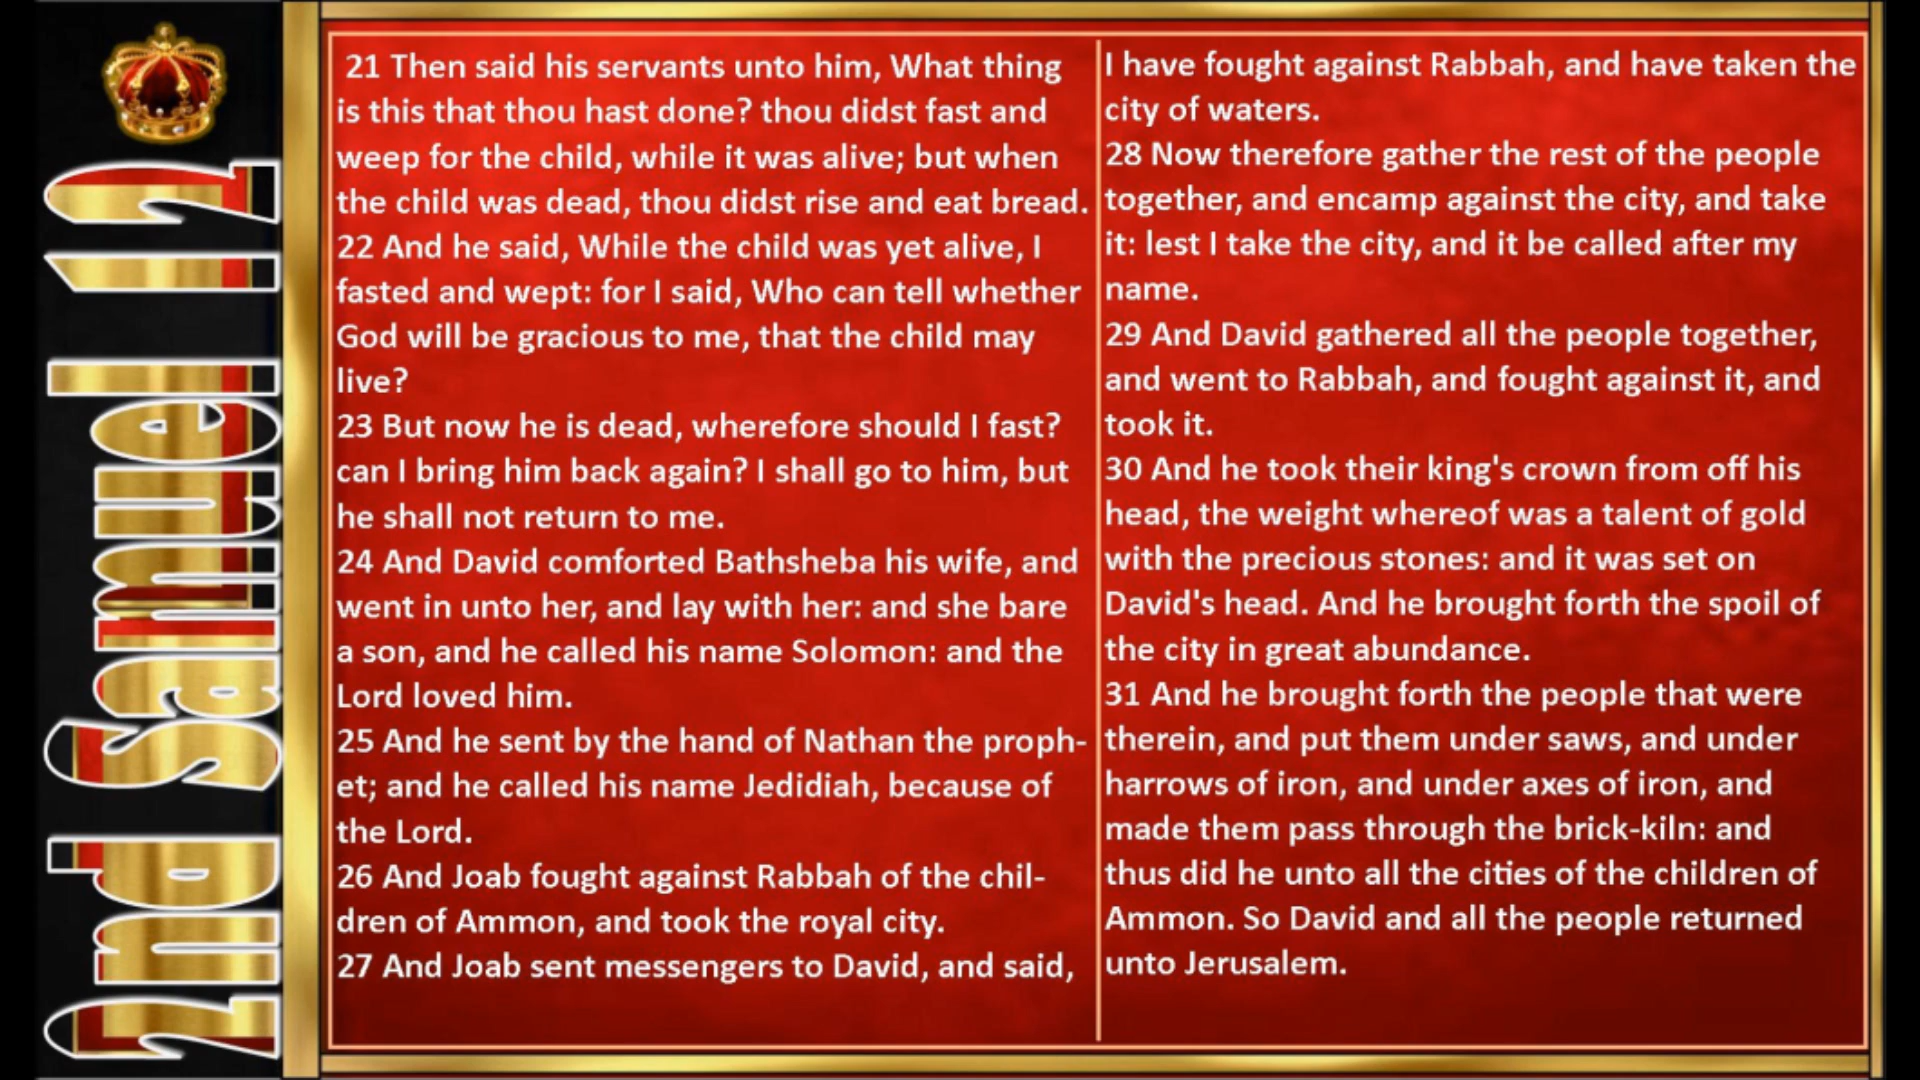 2nd Samuel 12
21 Then said his servants unto him, What thing
is this that thou hast done? thou didst fast and
weep for the child, while it was alive; but when
the child was dead, thou didst rise and eat bread.
22 And he said, While the child was yet alive, I
fasted and wept: for I said, Who can tell whether
God will be gracious to me, that the child may
live?
23 But now he is dead, wherefore should I fast?
can I bring him back again? I shall go to him, but
he shall not return to me.
24 And David comforted Bathsheba his wife, and
went in unto her, and lay with her: and she bare
a son, and he called his name Solomon: and the
Lord loved him.
25 And he sent by the hand of Nathan the proph-
et; and he called his name Jedidiah, because of
the Lord.
26 And Joab fought against Rabbah of the chil-
dren of Ammon, and took the royal city.
27 And Joab sent messengers to David, and said,
I have fought against Rabbah, and have taken the
city of waters.
28 Now therefore gather the rest of the people
together, and encamp against the city, and take
it: lest I take the city, and it be called after my
name.
29 And David gathered all the people together,
and went to Rabbah, and fought against it, and
took it.
30 And he took their king's crown from off his
head, the weight whereof was a talent of gold
with the precious stones: and it was set on
David's head. And he brought forth the spoil of
the city in great abundance.
31 And he brought forth the people that were
therein, and put them under saws, and under
harrows of iron, and under axes of iron, and
made them pass through the brick-kiln: and
thus did he unto all the cities of the children of
Ammon. So David and all the people returned
unto Jerusalem.